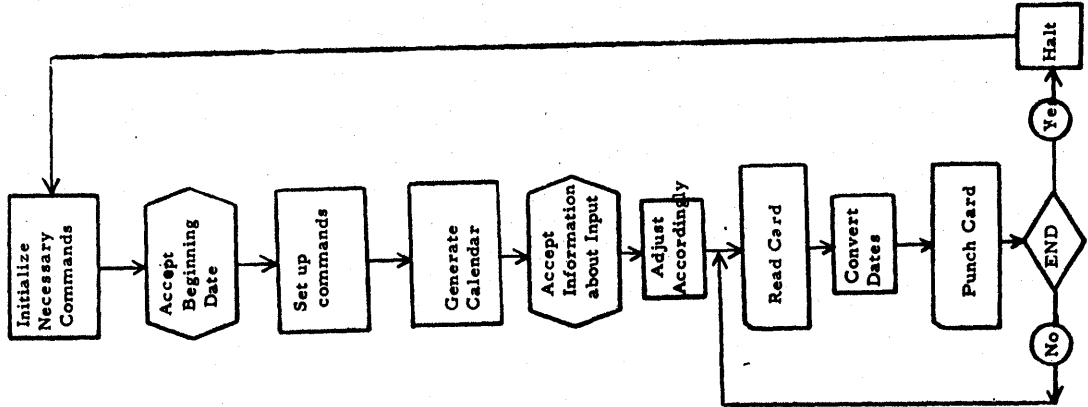 Initialize
Necessary
Commands
Accept
Beginning
Date
Set up
commands
Generate
Calendar
Accept
Information
about Input
Adjust
Accordingly
Read Card
Convert
Dates
Punch Card
END
No
Yes
Halt